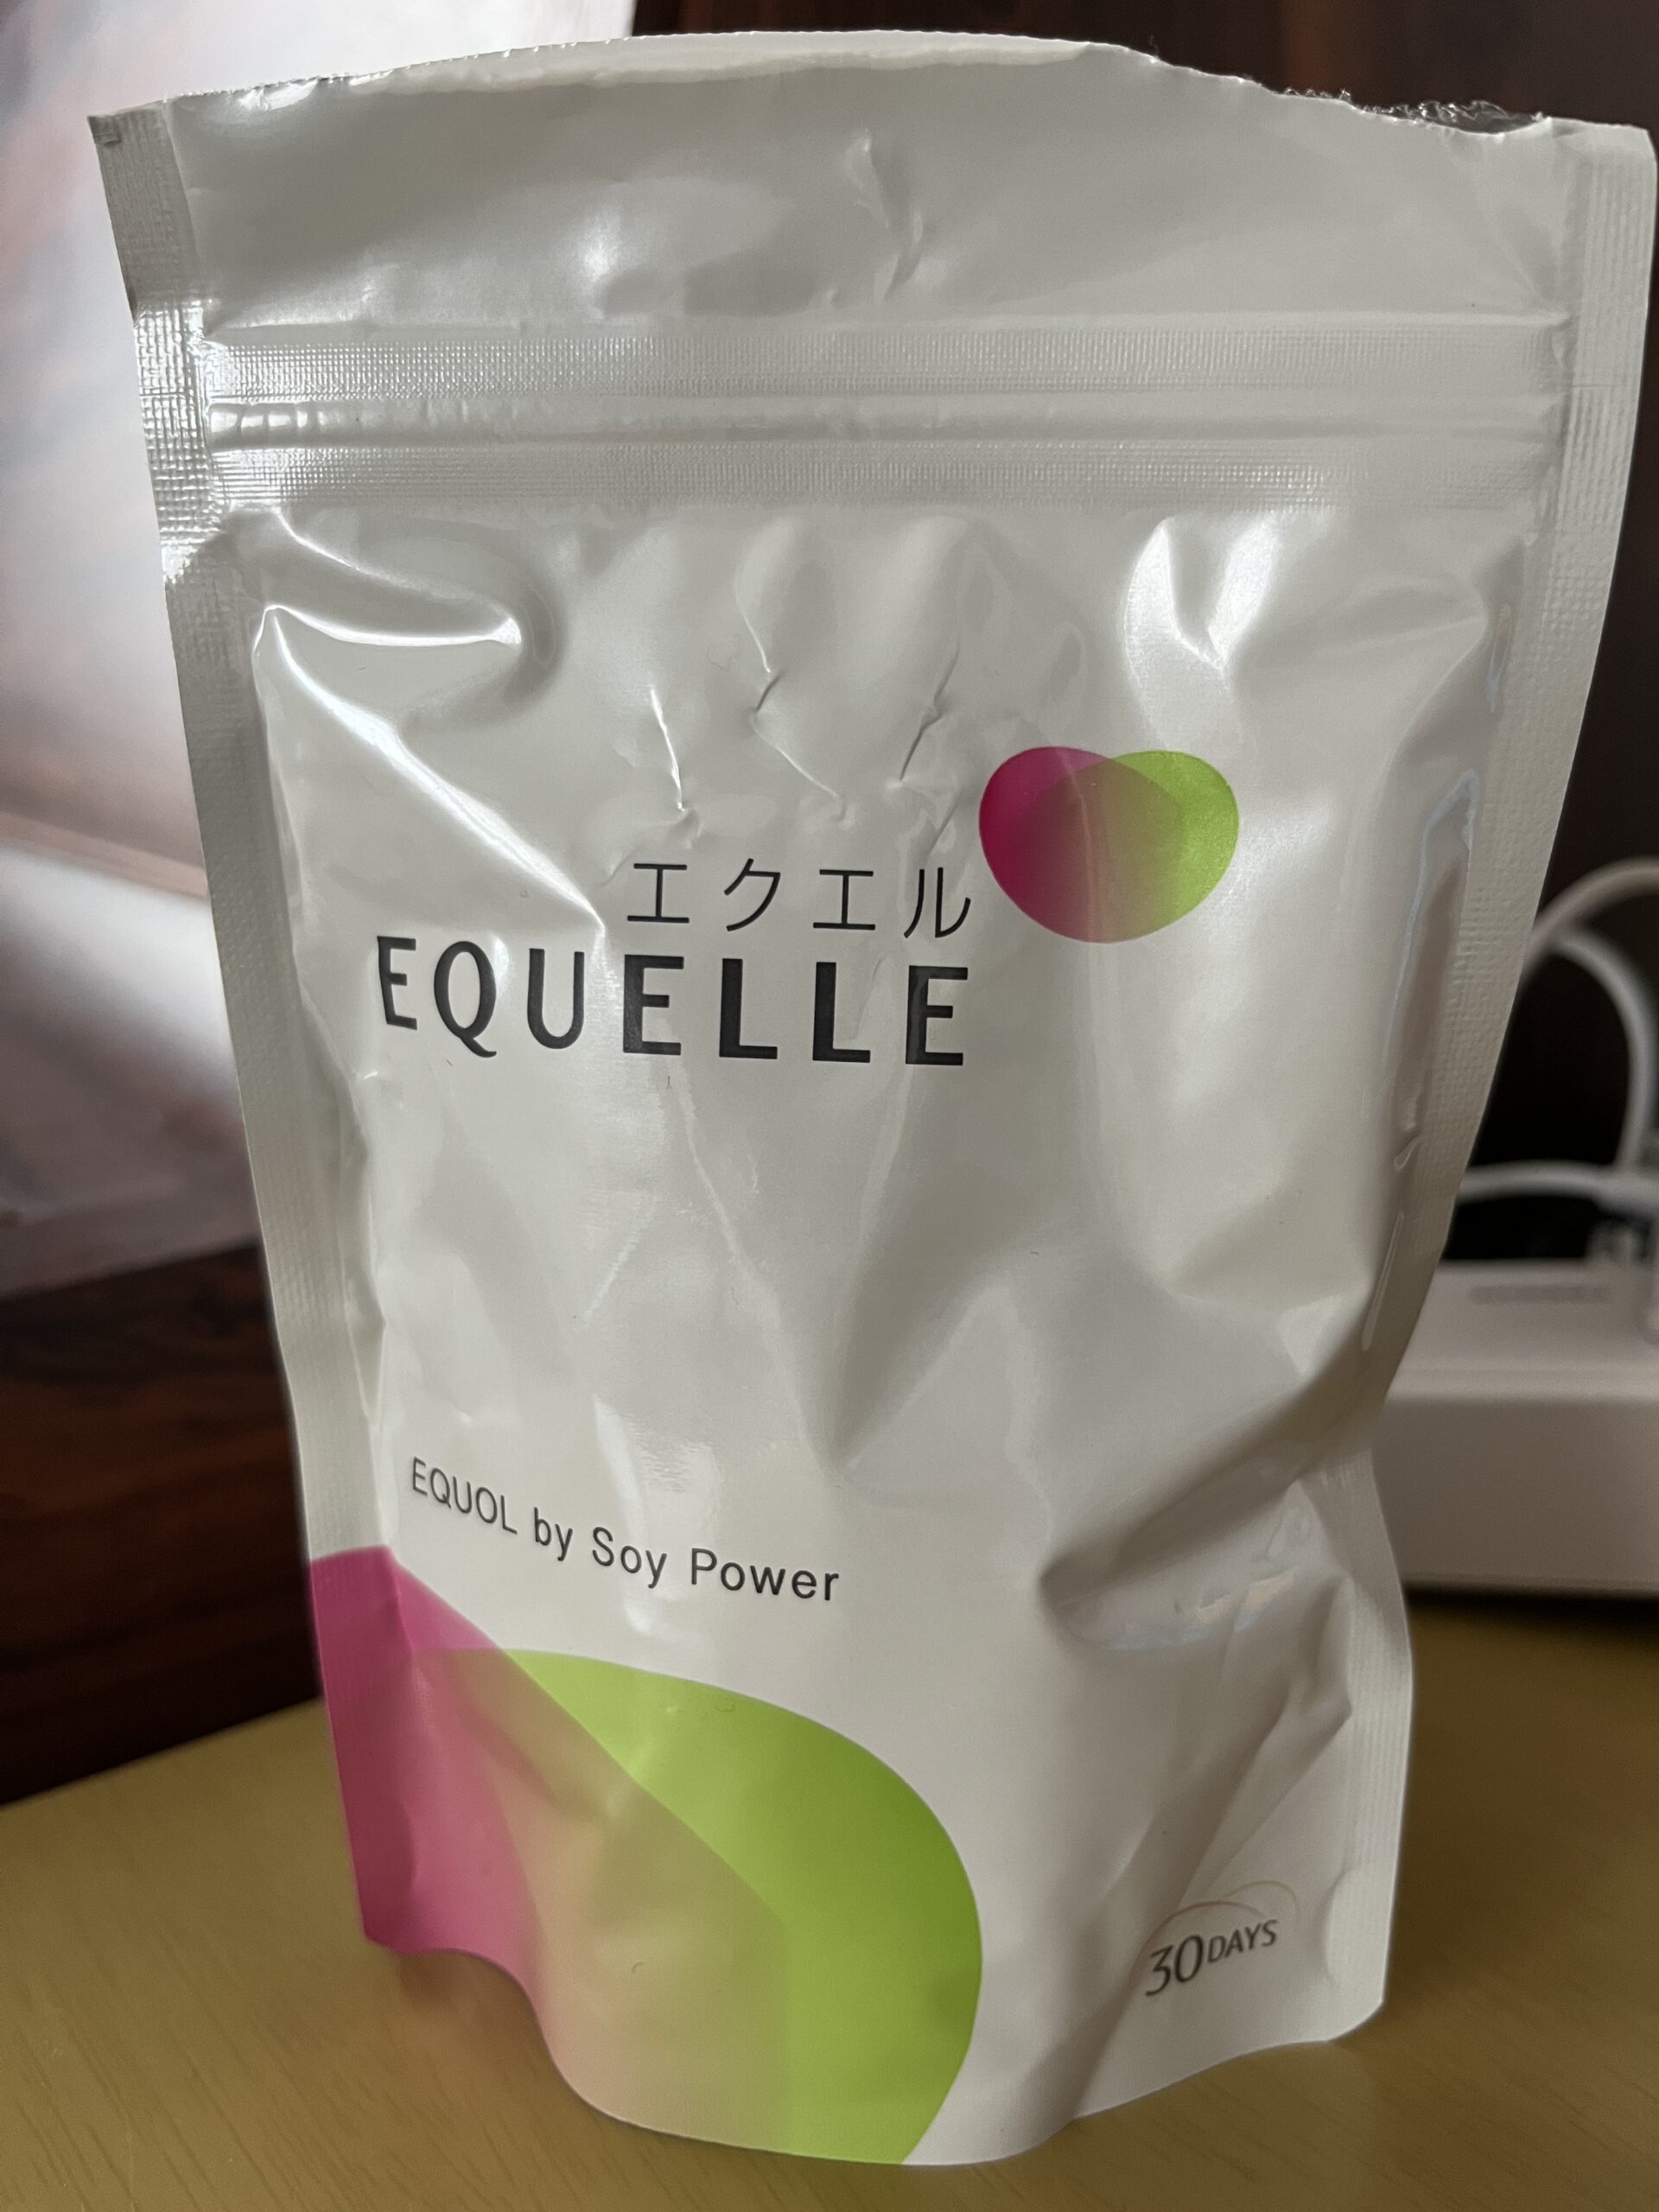 エクエル
EQUELLE
EQUOL by Soy Power
30DAYS